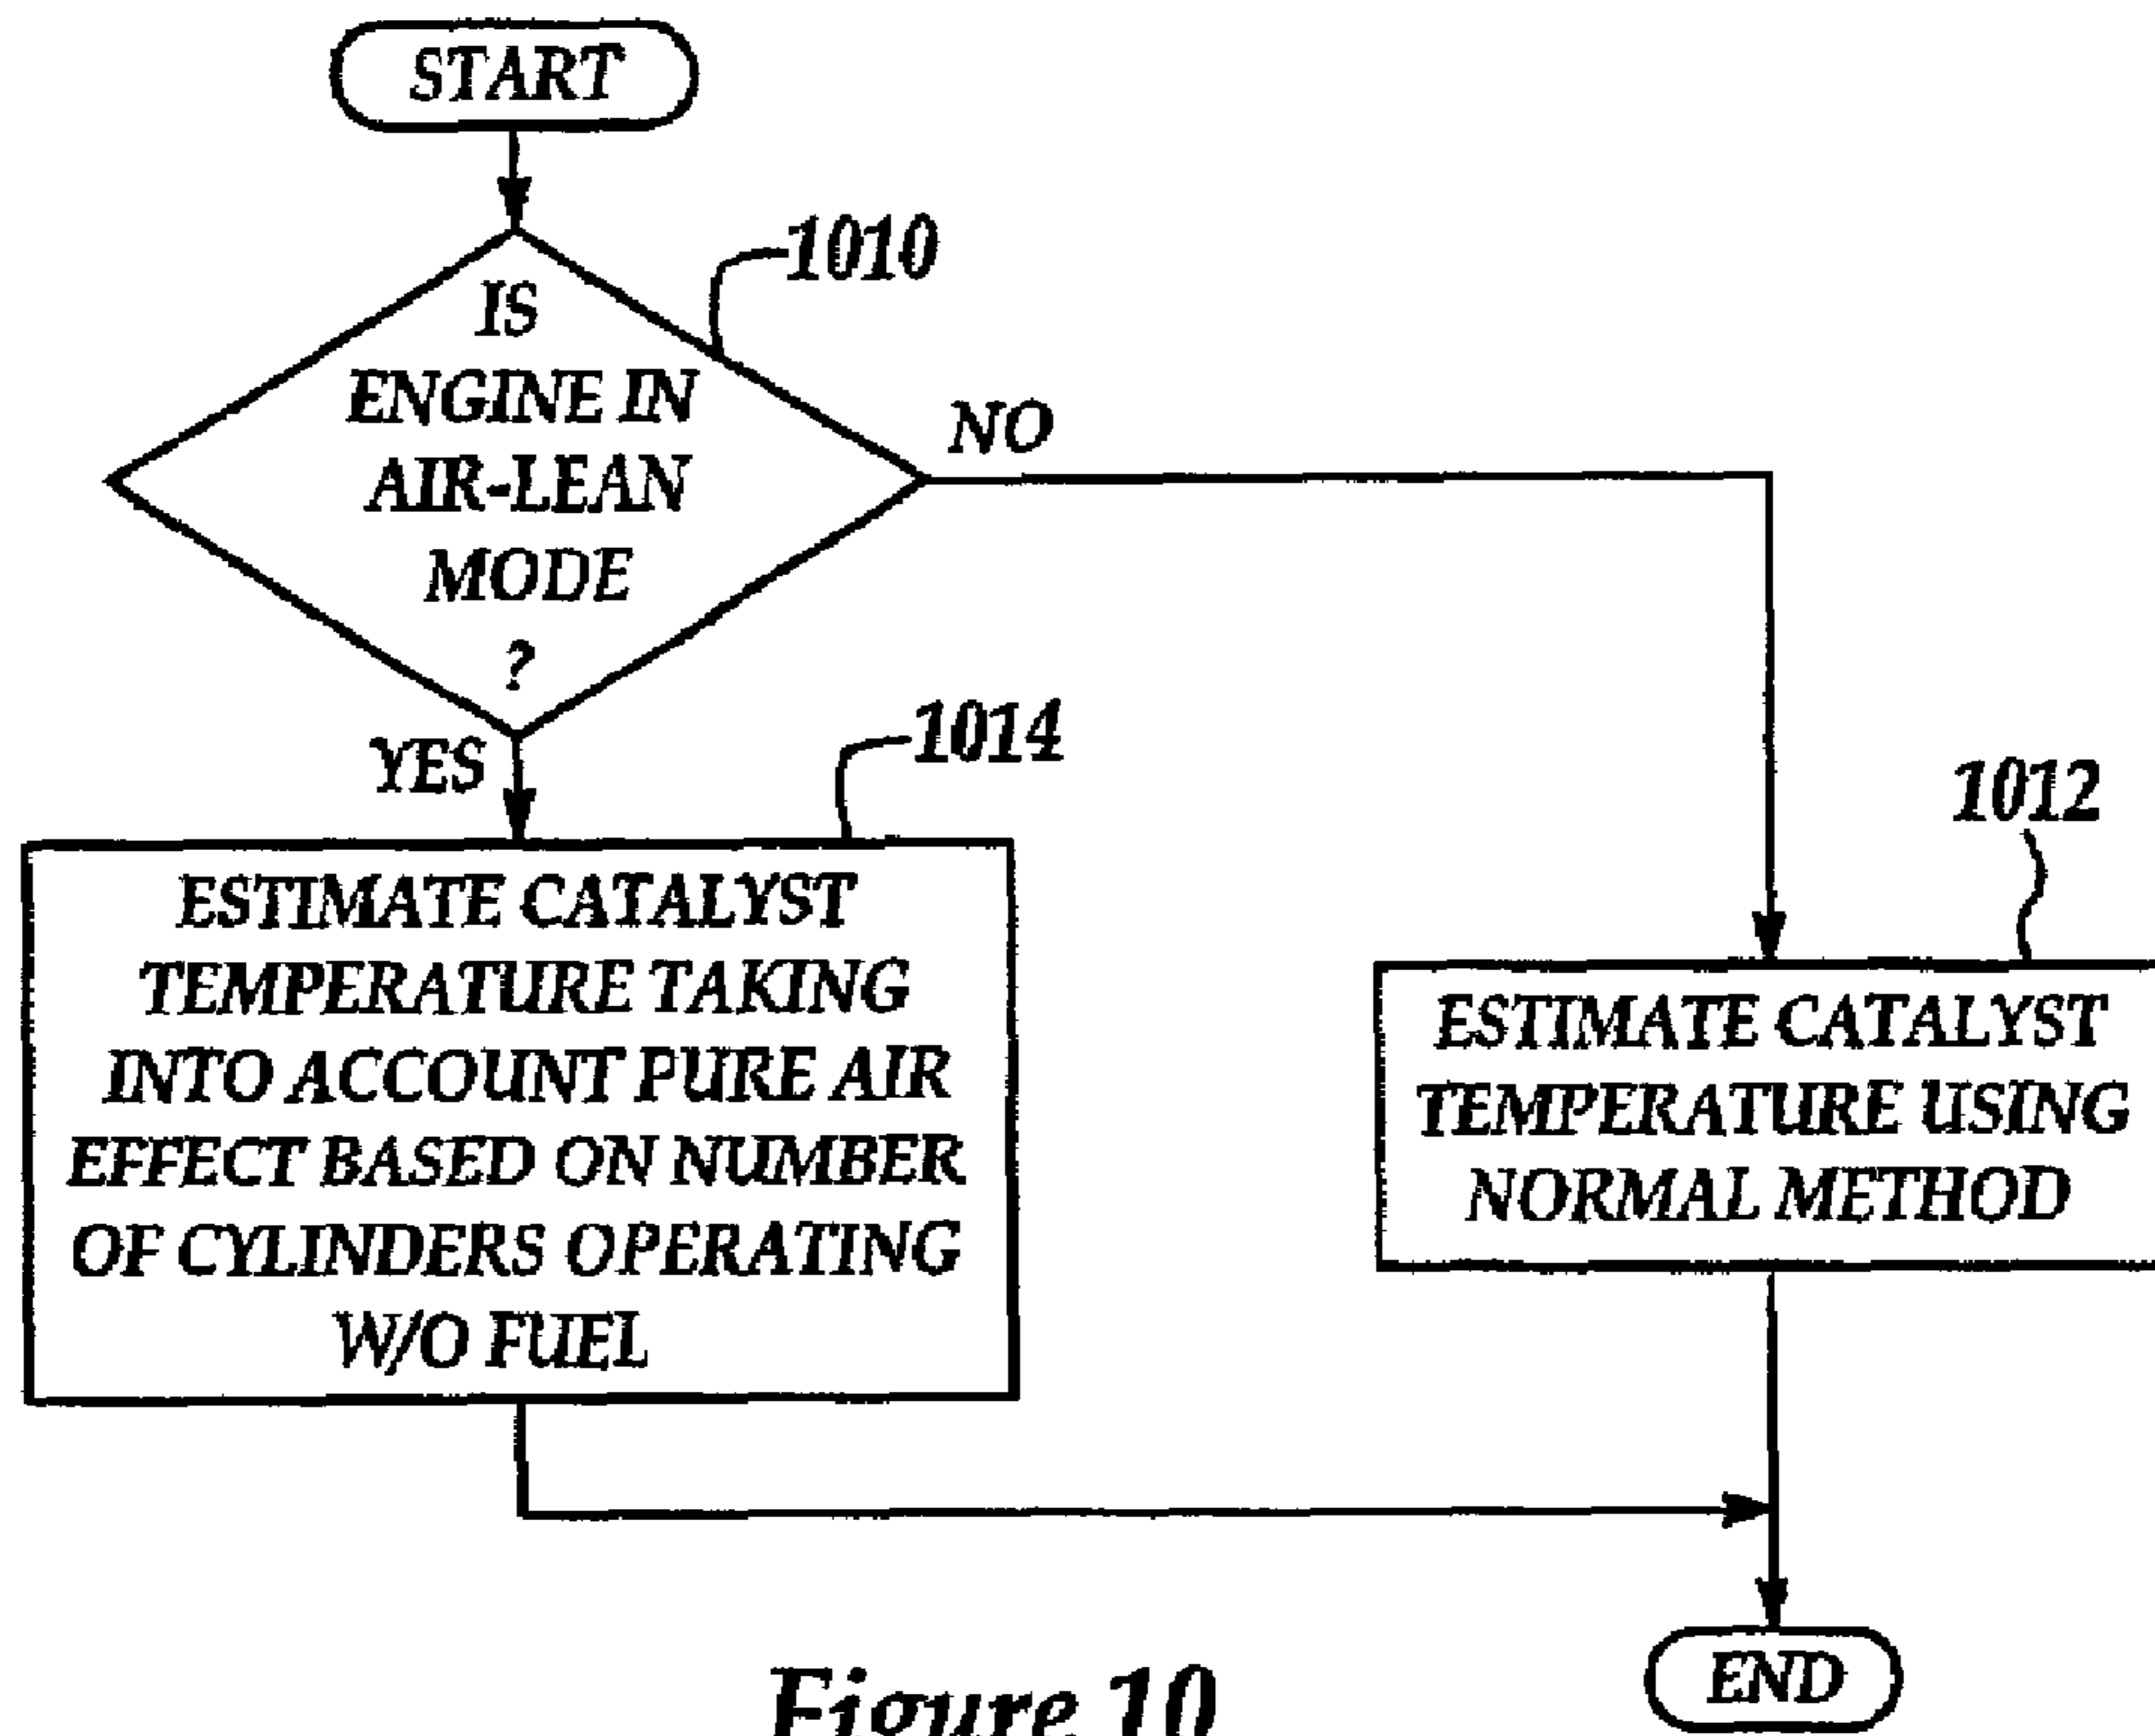 START
1010
IS
ENGINE IN
AIR-LEAN
MODE
?
NO
YES
1014
1012
ESTIMATE CATALYST
TEMPERATURE TAKING
INTO ACCOUNT PURE AIR
EFFECT BASED ON NUMBER
OF CYLINDERS OPERATING
W/O FUEL
ESTIMATE CATALYST
TEMPERATURE USING
NORMAL METHOD
END
Figure 10